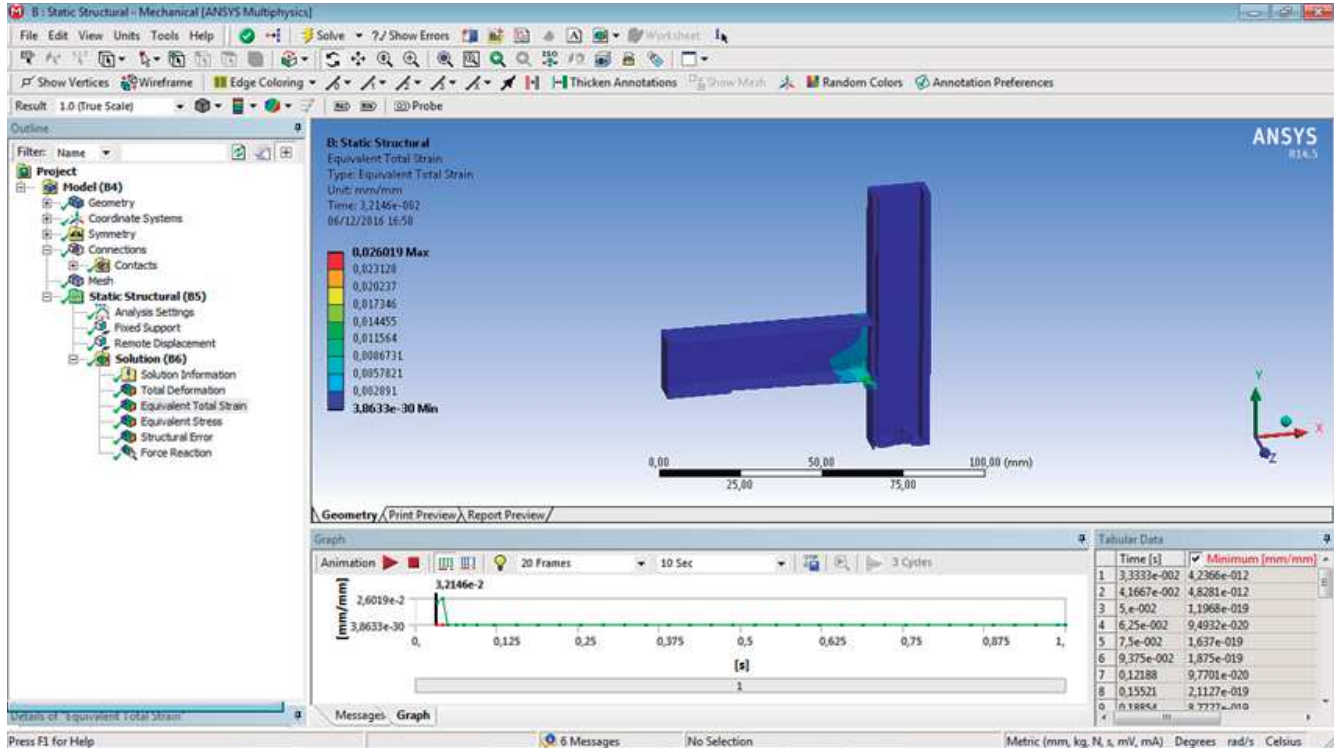 B : Static Structural - Mechanical [ANSYS Multiphysics]
File Edit View Units Tools Help Solve ?✓ Show Errors Worksheet
Show Vertices Wireframe Edge Coloring Thicken Annotations Show Mesh Random Colors Annotation Preferences
Result 1.0 (True Scale) Probe
Outline
Filter: Name
Project
Model (B4)
Geometry
Coordinate Systems
Symmetry
Connections
Contacts
Mesh
Static Structural (B5)
Analysis Settings
Fixed Support
Remote Displacement
Solution (B6)
Solution Information
Total Deformation
Equivalent Total Strain
Equivalent Stress
Structural Error
Force Reaction
Details of "Equivalent Total Strain"
B: Static Structural
Equivalent Total Strain
Type: Equivalent Total Strain
Unit: mm/mm
Time: 3,2146e-002
06/12/2016 16:58
0,026019 Max
0,023128
0,020237
0,017346
0,014455
0,011564
0,0086731
0,0057821
0,002891
3,8633e-30 Min
ANSYS
R14.5
Y
X
Z
0,00 50,00 100,00 (mm)
25,00 75,00
Geometry Print Preview Report Preview
Graph
Animation 20 Frames 10 Sec 3 Cycles
3,2146e-2
[mm/mm]
2,6019e-2
3,8633e-30
0, 0,125 0,25 0,375 0,5 0,625 0,75 0,875 1,
[s]
1
Messages Graph
Tabular Data
Time [s] Minimum [mm/mm]
1 3,3333e-002 4,2366e-012
2 4,1667e-002 4,8281e-012
3 5,e-002 1,1968e-019
4 6,25e-002 9,4932e-020
5 7,5e-002 1,637e-019
6 9,375e-002 1,875e-019
7 0,12188 9,7701e-020
8 0,15521 2,1127e-019
9 0,18854
Press F1 for Help 6 Messages No Selection Metric (mm, kg, N, s, mV, mA) Degrees rad/s Celsius